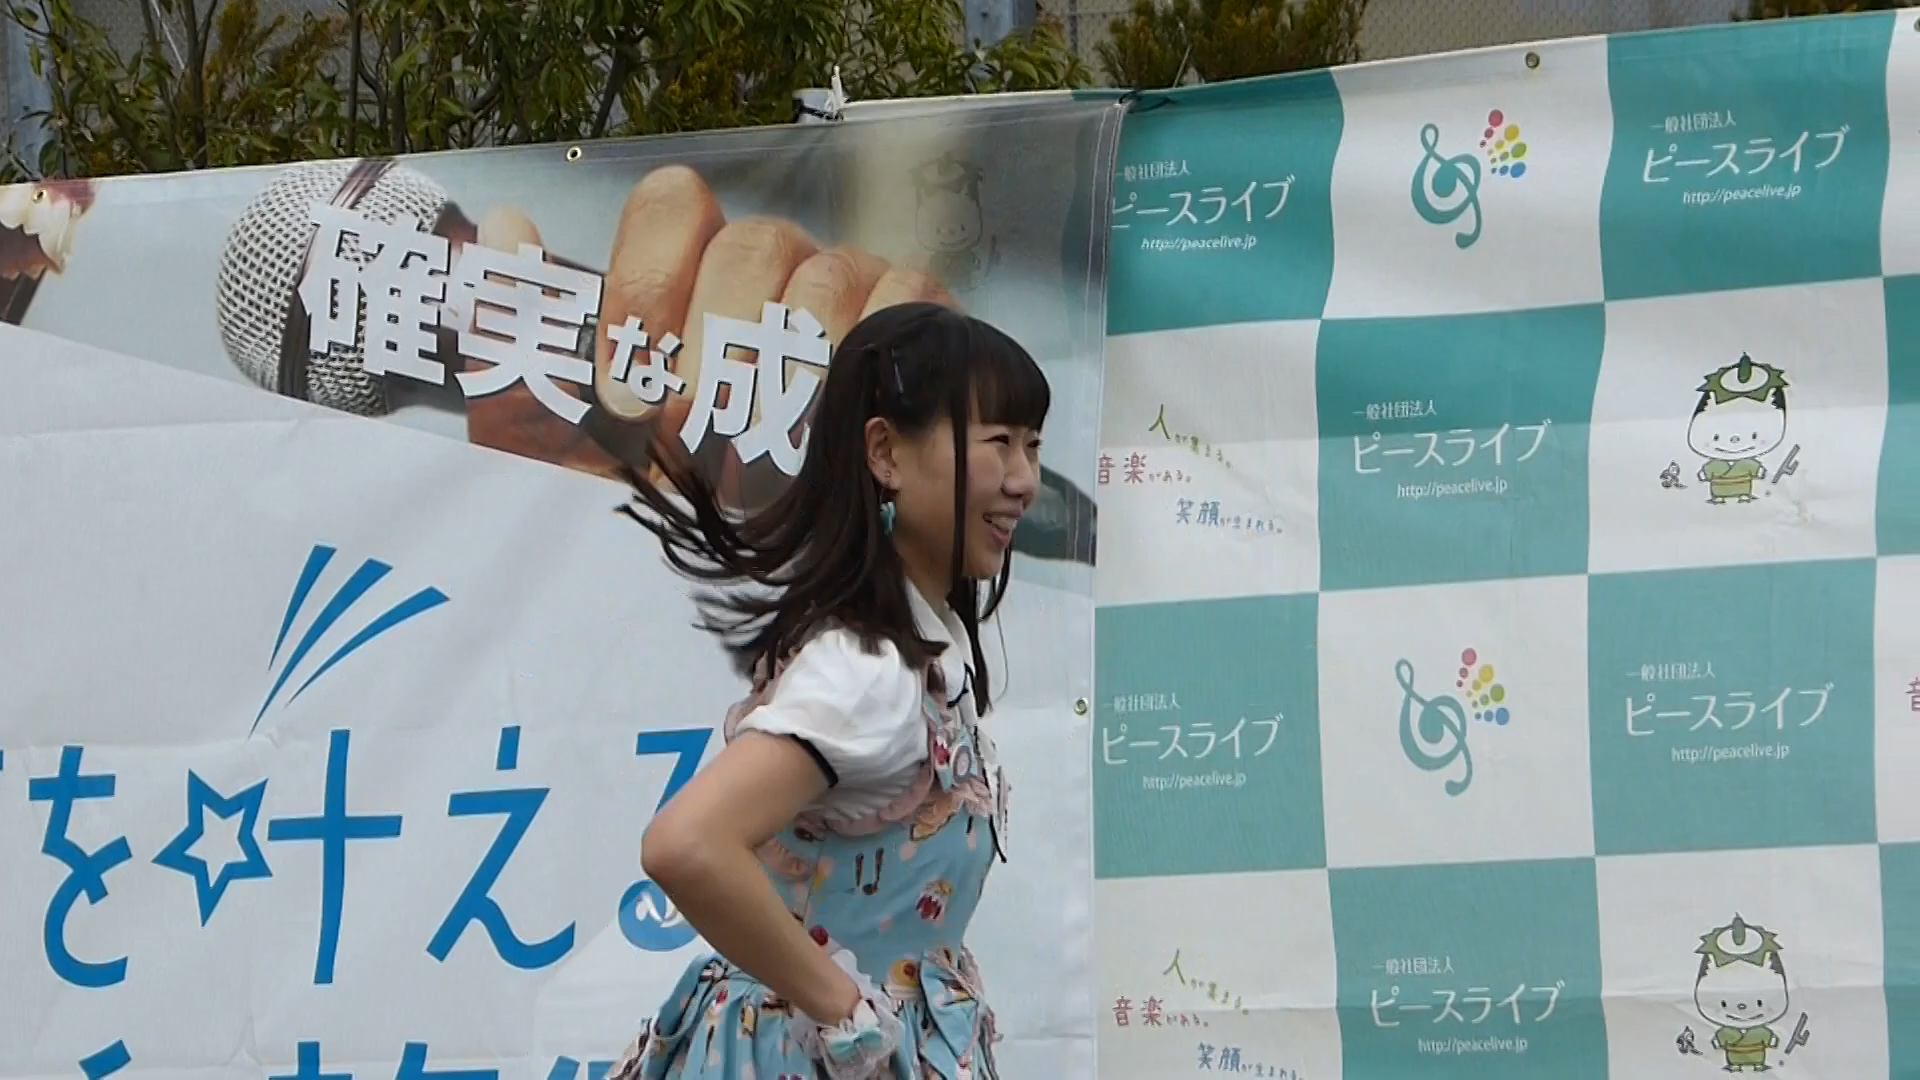 確実な成
を叶える
一般社団法人
ピースライブ
http://peacelive.jp
一般社団法人
ピースライブ
http://peacelive.jp
人が集まる。
音楽がある。
笑顔が生まれる。
一般社団法人
ピースライブ
http://peacelive.jp
一般社団法人
ピースライブ
http://peacelive.jp
一般社団法人
ピースライブ
http://peacelive.jp
音
人が集まる。
音楽がある。
笑顔が生まれる。
一般社団法人
ピースライブ
http://peacelive.jp